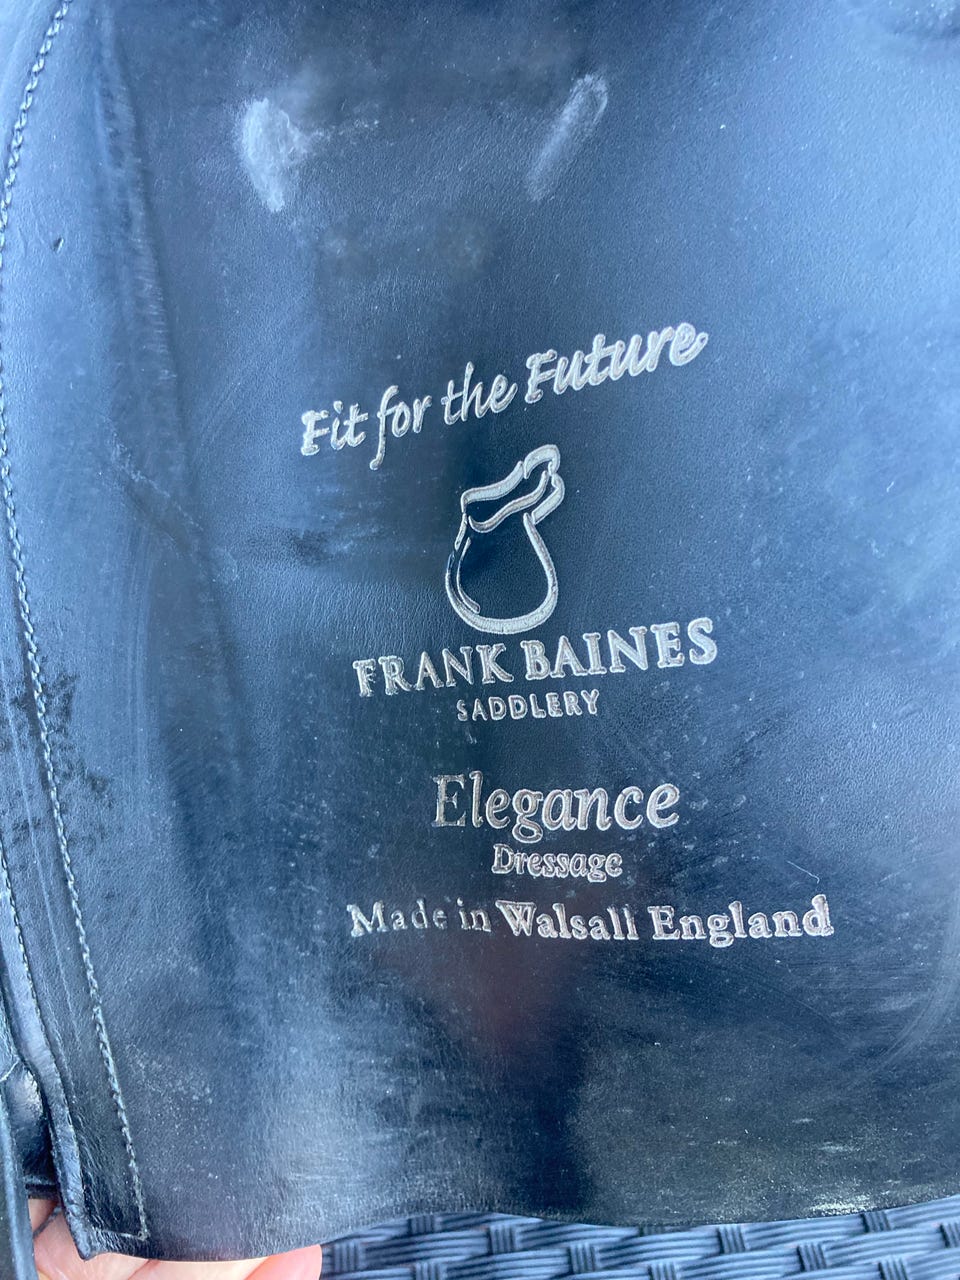 Fit for the Future
FRANK BAINES
SADDLERY
Elegance
Dressage
Made in Walsall England